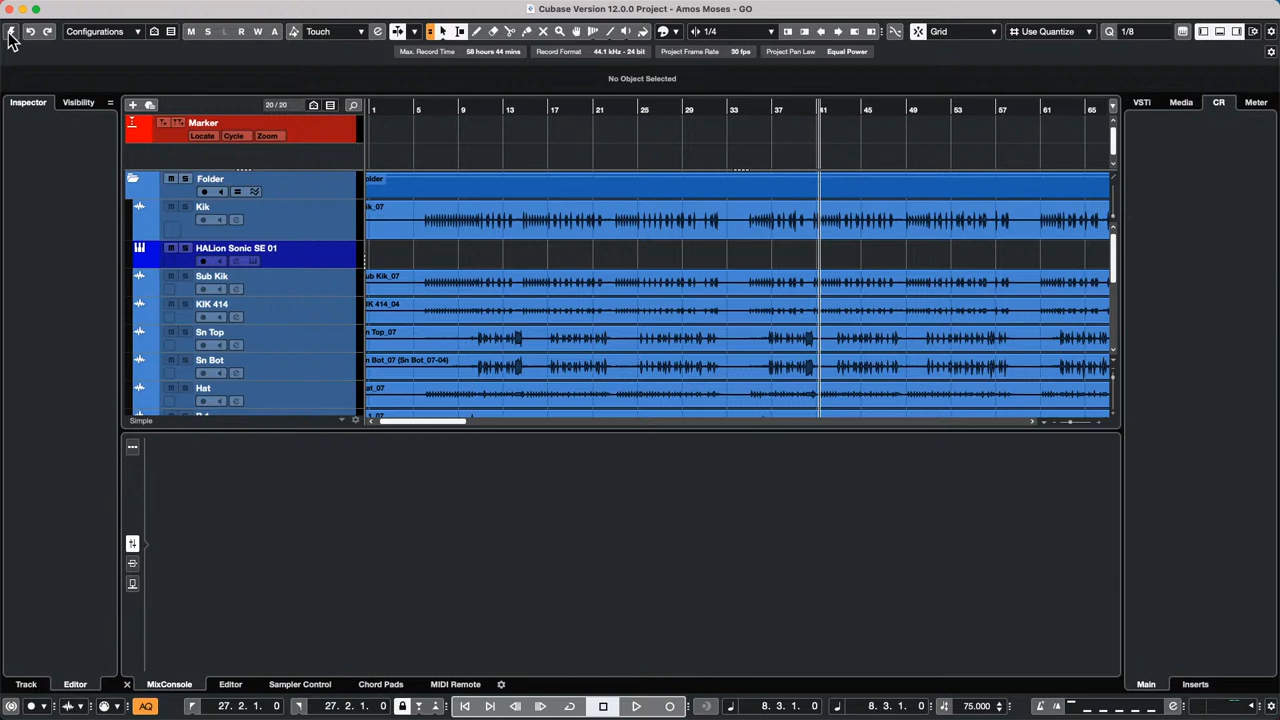 Cubase Version 12.0.0 Project - Amos Moses - GO
Configurations M S L R W A Touch 1/4 Grid Use Quantize Q 1/8
Max. Record Time 58 hours 44 mins Record Format 44.1 kHz - 24 bit Project Frame Rate 30 fps Project Pan Law Equal Power
No Object Selected
Inspector Visibility 20 / 20 1 5 9 13 17 21 25 29 33 37 41 45 49 53 57 61 65 VSTi Media CR Meter
Marker
Locate Cycle Zoom
m S Folder older
m S Kik ik_07
m S HALion Sonic SE 01
m S Sub Kik ub Kik_07
m S KIK 414 IK 414_04
m S Sn Top n Top_07
m S Sn Bot n Bot_07 (Sn Bot_07-04)
m S Hat at_07
Simple
Track Editor MixConsole Editor Sampler Control Chord Pads MIDI Remote Main Inserts
AQ 27. 2. 1. 0 27. 2. 1. 0 8. 3. 1. 0 8. 3. 1. 0 75.000